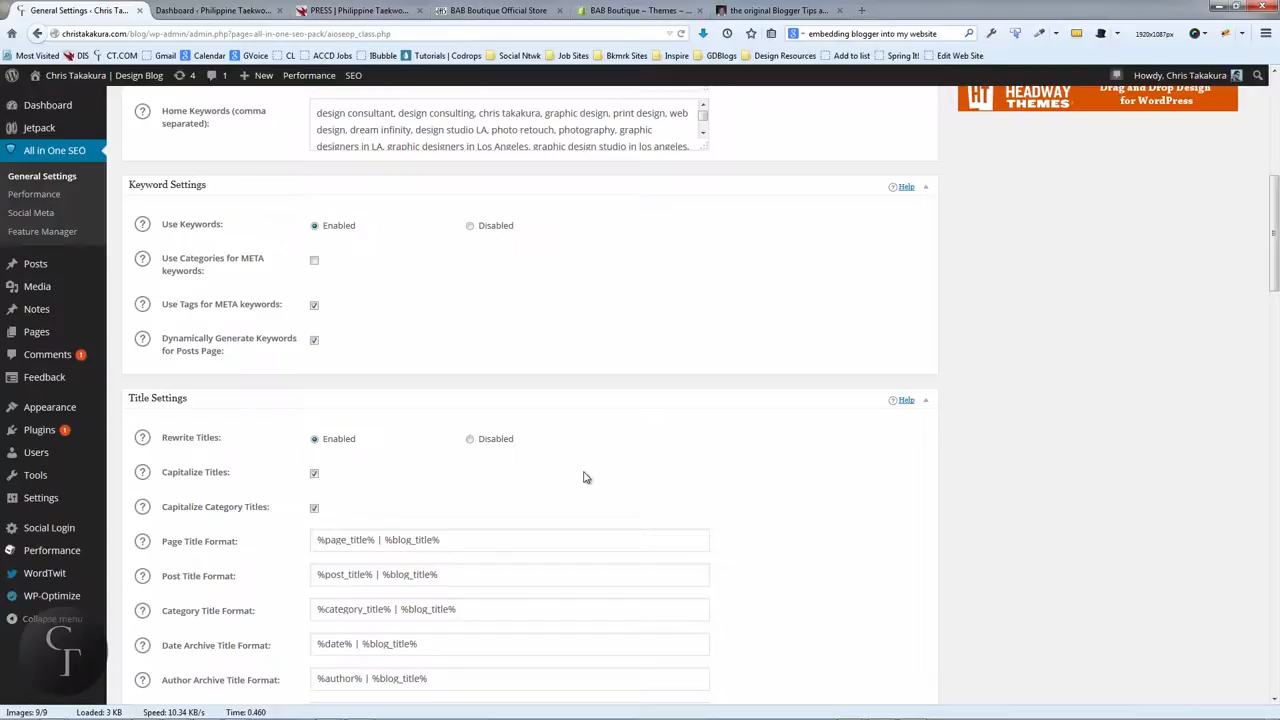 General Settings ‹ Chris Ta...
Dashboard ‹ Philippine Taekwo...
PRESS | Philippine Taekwo...
BAB Boutique Official Store
BAB Boutique ~ Themes ~ ...
the original Blogger Tips a...
christakakura.com/blog/wp-admin/admin.php?page=all-in-one-seo-pack/aioseop_class.php
embedding blogger into my website
1920x1087px
Most Visited
DIS
CT.COM
Gmail
Calendar
GVoice
CL
Account Access
IBubble
Tutorials | Codrops
Social Ntwk
Job Sites
Bkmrk Sites
Inspire
GDBlogs
Design Resources
Add to list
Spring It!
Edit Web Site
Chris Takakura | Design Blog
4
1
New
Performance
SEO
Howdy, Chris Takakura
Dashboard
Jetpack
All in One SEO
General Settings
Performance
Social Meta
Feature Manager
Posts
Media
Notes
Pages
Comments 1
Feedback
Appearance
Plugins 1
Users
Tools
Settings
Social Login
Performance
WordTwit
WP-Optimize
Collapse menu
CT
Home Keywords (comma
separated):
design consultant, design consulting, chris takakura, graphic design, print design, web
design, dream infinity, design studio LA, photo retouch, photography, graphic
designers in LA, graphic designers in Los Angeles, graphic design studio in los angeles,
HEADWAY
THEMES
Drag and Drop Design
for WordPress
Keyword Settings
Help
Use Keywords:
Enabled
Disabled
Use Categories for META
keywords:
Use Tags for META keywords:
Dynamically Generate Keywords
for Posts Page:
Title Settings
Help
Rewrite Titles:
Enabled
Disabled
Capitalize Titles:
Capitalize Category Titles:
Page Title Format:
%page_title% | %blog_title%
Post Title Format:
%post_title% | %blog_title%
Category Title Format:
%category_title% | %blog_title%
Date Archive Title Format:
%date% | %blog_title%
Author Archive Title Format:
%author% | %blog_title%
Images: 9/9
Loaded: 3 KB
Speed: 10.34 KB/s
Time: 0.460